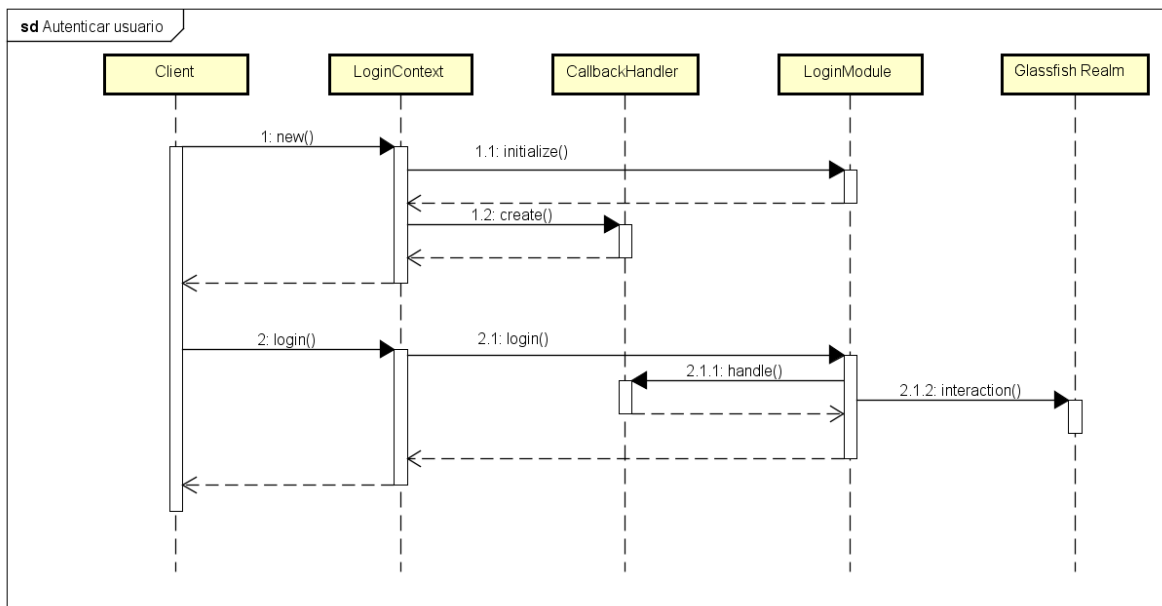 sd Autenticar usuario
Client
LoginContext
CallbackHandler
LoginModule
Glassfish Realm
1: new()
1.1: initialize()
1.2: create()
2: login()
2.1: login()
2.1.1: handle()
2.1.2: interaction()